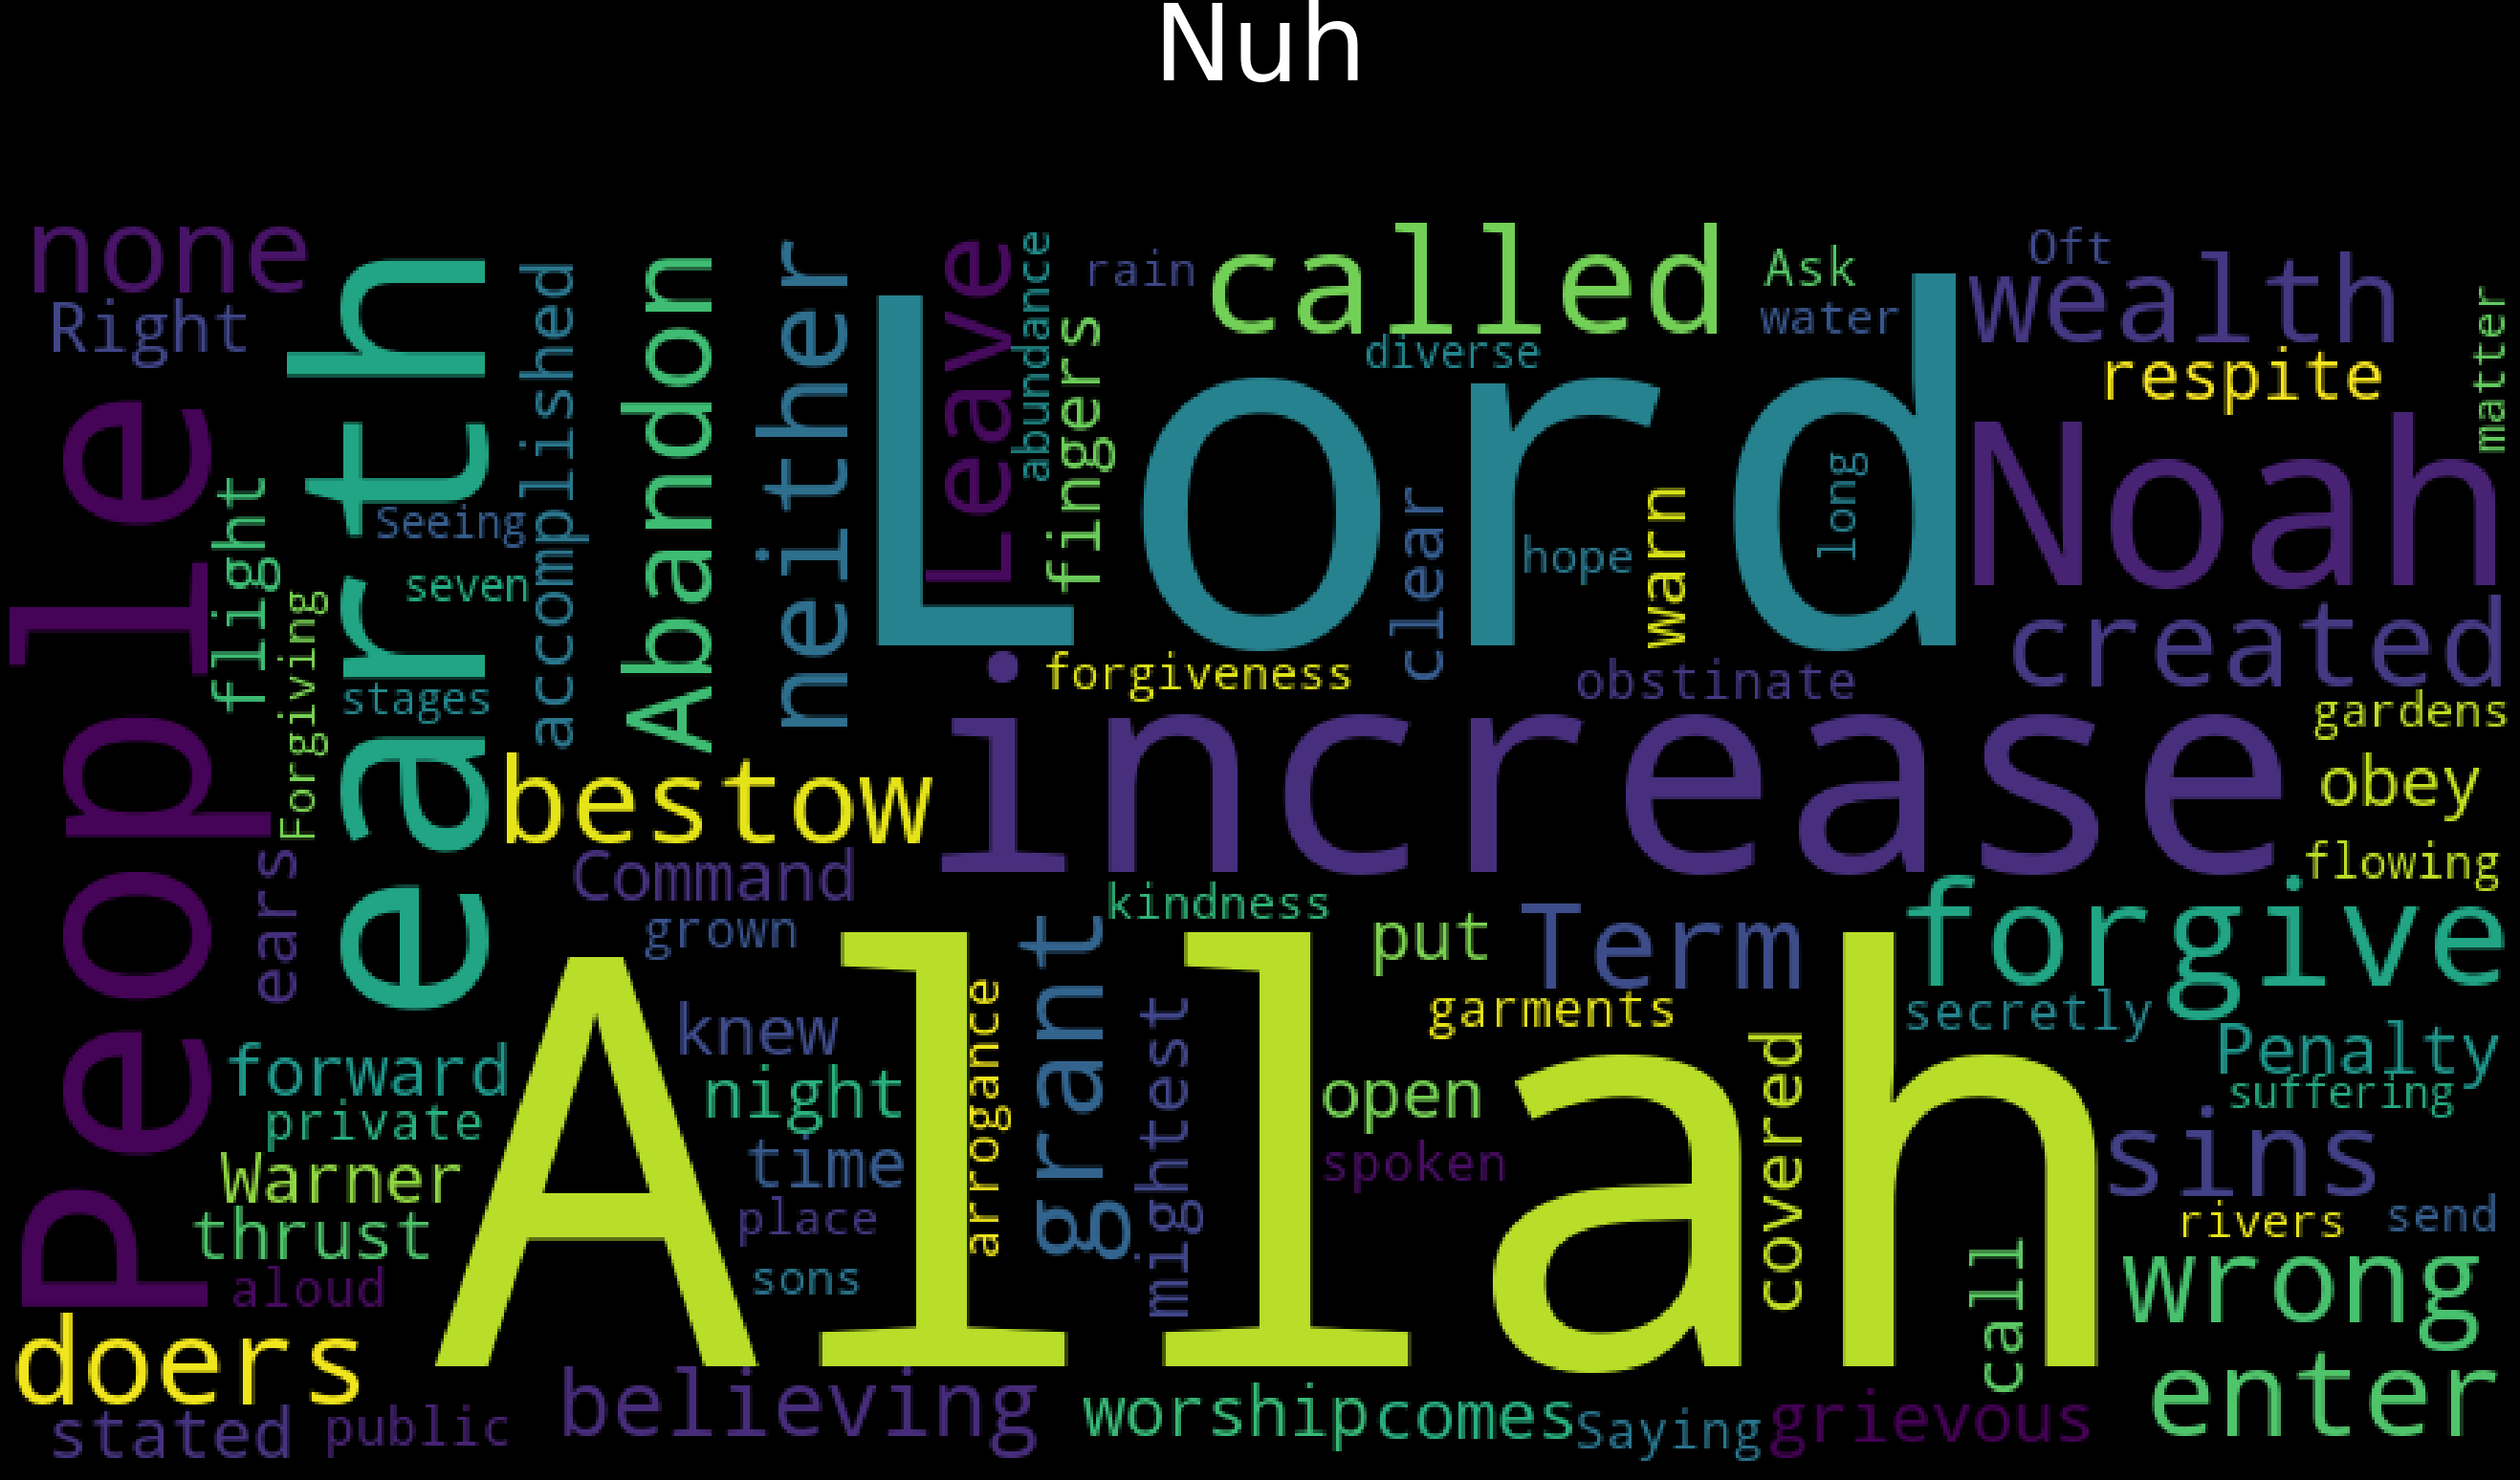 Nuh
none
Right
People
earth
flight
Forgiving
ears
Seeing
seven
stages
accomplished
Abandon
neither
Leave
abundance
fingers
rain
called
diverse
Ask
water
Oft
wealth
respite
matter
Lord
long
hope
warn
clear
Noah
created
gardens
obey
flowing
forgiveness
obstinate
increase
bestow
Command
grown
kindness
put
Term
forgive
garments
secretly
Penalty
suffering
knew
night
time
place
sons
arrogance
grant
mightest
open
spoken
covered
Allah
call
sins
rivers
send
wrong
enter
forward
private
Warner
thrust
aloud
doers
stated
public
believing
worship
comes
Saying
grievous